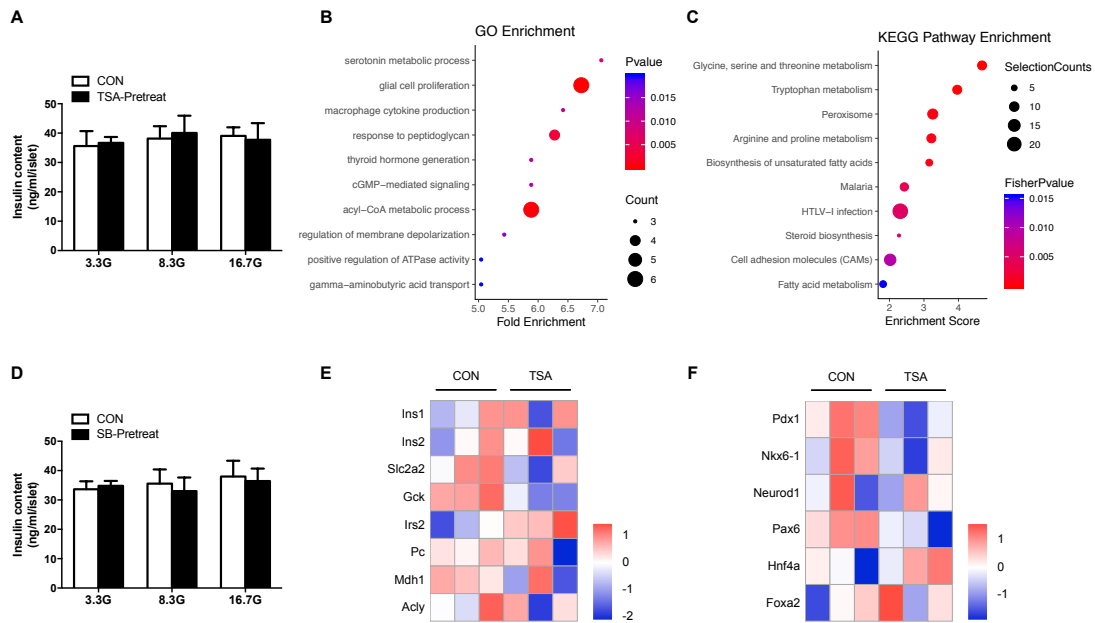 A
CON
TSA-Pretreat
Insulin content
(ng/ml/islet)
50
40
30
20
10
0
3.3G 8.3G 16.7G
B
GO Enrichment
serotonin metabolic process
glial cell proliferation
macrophage cytokine production
response to peptidoglycan
thyroid hormone generation
cGMP−mediated signaling
acyl−CoA metabolic process
regulation of membrane depolarization
positive regulation of ATPase activity
gamma−aminobutyric acid transport
5.0 5.5 6.0 6.5 7.0
Fold Enrichment
Pvalue
0.015
0.010
0.005
Count
3
4
5
6
C
KEGG Pathway Enrichment
Glycine, serine and threonine metabolism
Tryptophan metabolism
Peroxisome
Arginine and proline metabolism
Biosynthesis of unsaturated fatty acids
Malaria
HTLV−I infection
Steroid biosynthesis
Cell adhesion molecules (CAMs)
Fatty acid metabolism
2 3 4
Enrichment Score
SelectionCounts
5
10
15
20
FisherPvalue
0.015
0.010
0.005
D
CON
SB-Pretreat
Insulin content
(ng/ml/islet)
50
40
30
20
10
0
3.3G 8.3G 16.7G
E
CON TSA
Ins1
Ins2
Slc2a2
Gck
Irs2
Pc
Mdh1
Acly
1
0
-1
-2
F
CON TSA
Pdx1
Nkx6-1
Neurod1
Pax6
Hnf4a
Foxa2
1
0
-1